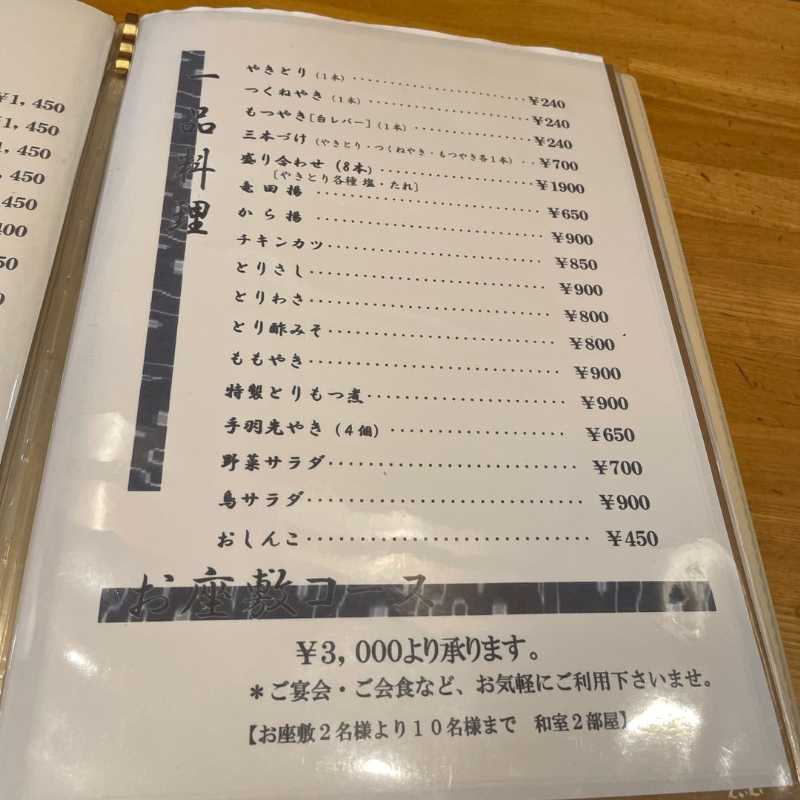 ¥1,450
¥1,450
1,450
,450
450
400
50
0
一品料理
やきとり(1本)‥‥‥‥‥‥‥‥¥240
つくねやき(1本)‥‥‥‥‥‥‥¥240
もつやき[白レバー](1本)‥‥‥‥¥240
三本づけ(やきとり・つくねやき・もつやき各1本)‥¥700
盛り合わせ(8本)‥‥‥‥‥‥‥¥1900
[やきとり各種 塩・たれ]
竜田揚‥‥‥‥‥‥‥‥‥‥¥650
から揚‥‥‥‥‥‥‥‥‥‥¥900
チキンカツ‥‥‥‥‥‥‥‥‥¥850
とりさし‥‥‥‥‥‥‥‥‥‥¥900
とりわさ‥‥‥‥‥‥‥‥‥‥¥800
とり酢みそ‥‥‥‥‥‥‥‥‥¥800
ももやき‥‥‥‥‥‥‥‥‥‥¥900
特製とりもつ煮‥‥‥‥‥‥‥‥¥900
手羽先やき(4個)‥‥‥‥‥‥‥¥650
野菜サラダ‥‥‥‥‥‥‥‥‥¥700
鳥サラダ‥‥‥‥‥‥‥‥‥‥¥900
おしんこ‥‥‥‥‥‥‥‥‥‥¥450
お座敷コース
¥3,000より承ります。
*ご宴会・ご会食など、お気軽にご利用下さいませ。
【お座敷2名様より10名様まで 和室2部屋】